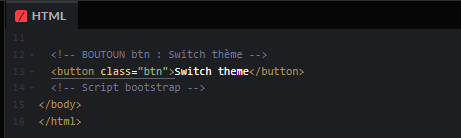 HTML
11
12 <!-- BOUTOUN btn : Switch thème -->
13 <button class="btn">Switch theme</button>
14 <!-- Script bootstrap -->
15 </body>
16 </html>